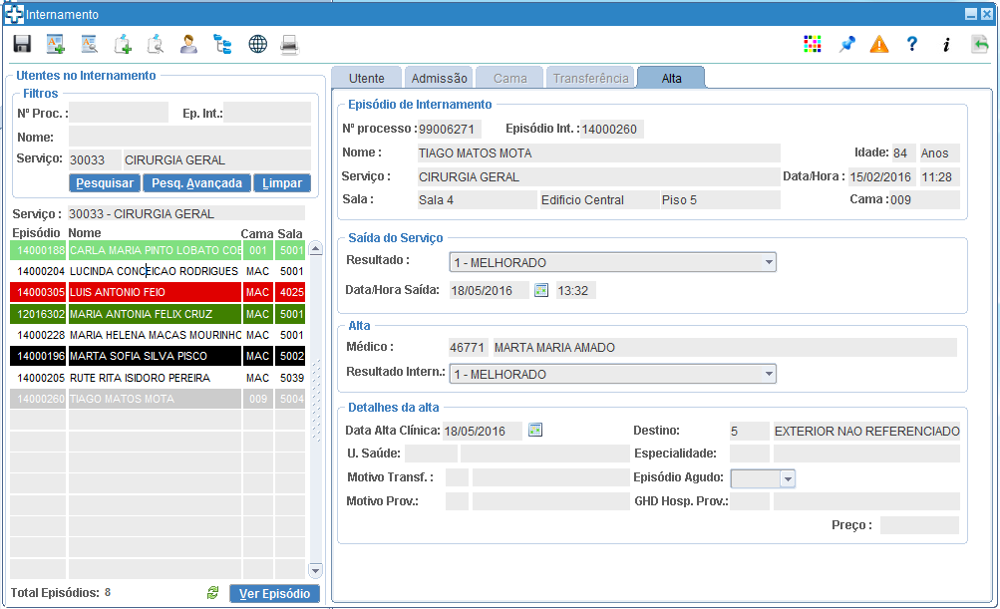 Internamento
Utentes no Internamento
Filtros
Nº Proc. :
Ep. Int.:
Nome:
Serviço: 30033 CIRURGIA GERAL
Pesquisar
Pesq. Avançada
Limpar
Serviço : 30033 - CIRURGIA GERAL
Episódio Nome Cama Sala
14000188 CARLA MARIA PINTO LOBATO COE 001 5001
14000204 LUCINDA CONCEICAO RODRIGUES MAC 5001
14000305 LUIS ANTONIO FEIO MAC 4025
12016302 MARIA ANTONIA FELIX CRUZ MAC 5001
14000228 MARIA HELENA MACAS MOURINHO MAC 5001
14000196 MARTA SOFIA SILVA PISCO MAC 5002
14000205 RUTE RITA ISIDORO PEREIRA MAC 5039
14000260 TIAGO MATOS MOTA 009 5004
Total Episódios: 8
Ver Episódio
Utente
Admissão
Cama
Transferência
Alta
Episódio de Internamento
Nº processo : 99006271 Episódio Int. : 14000260
Nome : TIAGO MATOS MOTA Idade: 84 Anos
Serviço : CIRURGIA GERAL Data/Hora : 15/02/2016 11:28
Sala : Sala 4 Edificio Central Piso 5 Cama : 009
Saída do Serviço
Resultado : 1 - MELHORADO
Data/Hora Saída: 18/05/2016 13:32
Alta
Médico : 46771 MARTA MARIA AMADO
Resultado Intern.: 1 - MELHORADO
Detalhes da alta
Data Alta Clínica: 18/05/2016 Destino: 5 EXTERIOR NAO REFERENCIADO
U. Saúde: Especialidade:
Motivo Transf. : Episódio Agudo:
Motivo Prov.: GHD Hosp. Prov.:
Preço :